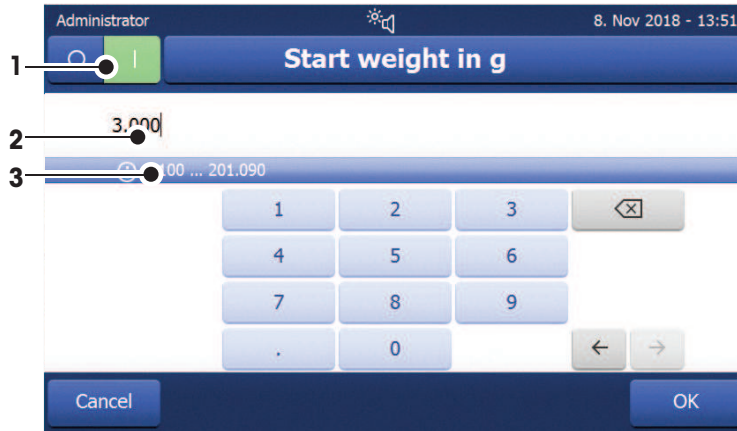 Administrator 8. Nov 2018 - 13:51
1 O I Start weight in g
2 3.000
3 100 ... 201.090
1 2 3
4 5 6
7 8 9
. 0 ← →
Cancel OK